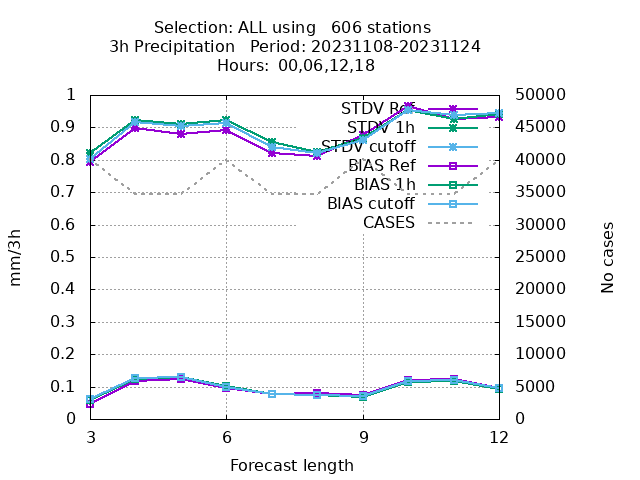 Selection: ALL using 606 stations
3h Precipitation Period: 20231108-20231124
Hours: 00,06,12,18
1 50000
0.9 45000
0.8 40000
0.7 35000
0.6 30000
0.5 25000
0.4 20000
0.3 15000
0.2 10000
0.1 5000
0 0
STDV Ref
STDV 1h
STDV cutoff
BIAS Ref
BIAS 1h
BIAS cutoff
CASES
mm/3h
No cases
3 6 9 12
Forecast length